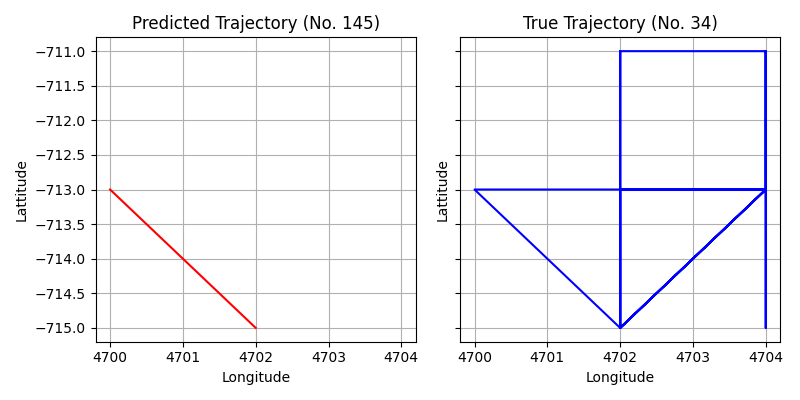 Predicted Trajectory (No. 145)
True Trajectory (No. 34)
−711.0
−711.5
−712.0
−712.5
−713.0
−713.5
−714.0
−714.5
−715.0
Lattitude
Lattitude
4700 4701 4702 4703 4704
4700 4701 4702 4703 4704
Longitude
Longitude